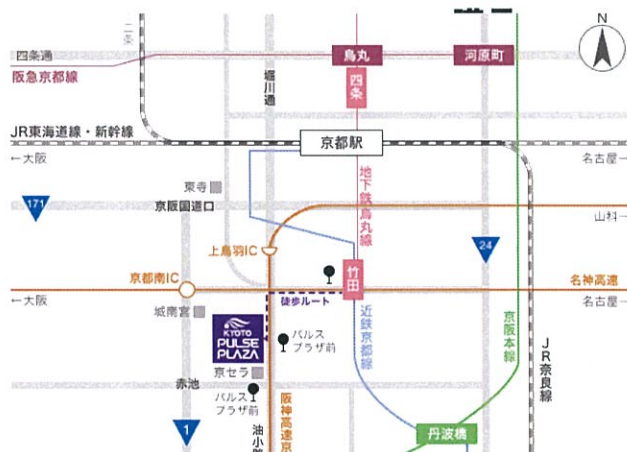 二条
N
四条通
烏丸
河原町
阪急京都線
四条
堀川通
JR東海道線・新幹線
京都駅
←大阪
名古屋→
地下鉄烏丸線
東寺
京阪国道口
171
山科→
24
上鳥羽IC
竹田
京都南IC
名神高速
←大阪
徒歩ルート
名古屋→
城南宮
近鉄京都線
京阪本線
JR奈良線
KYOTO
PULSE
PLAZA
パルス
プラザ前
京セラ
赤池
パルス
プラザ前
阪神高速京
1
油小路
丹波橋